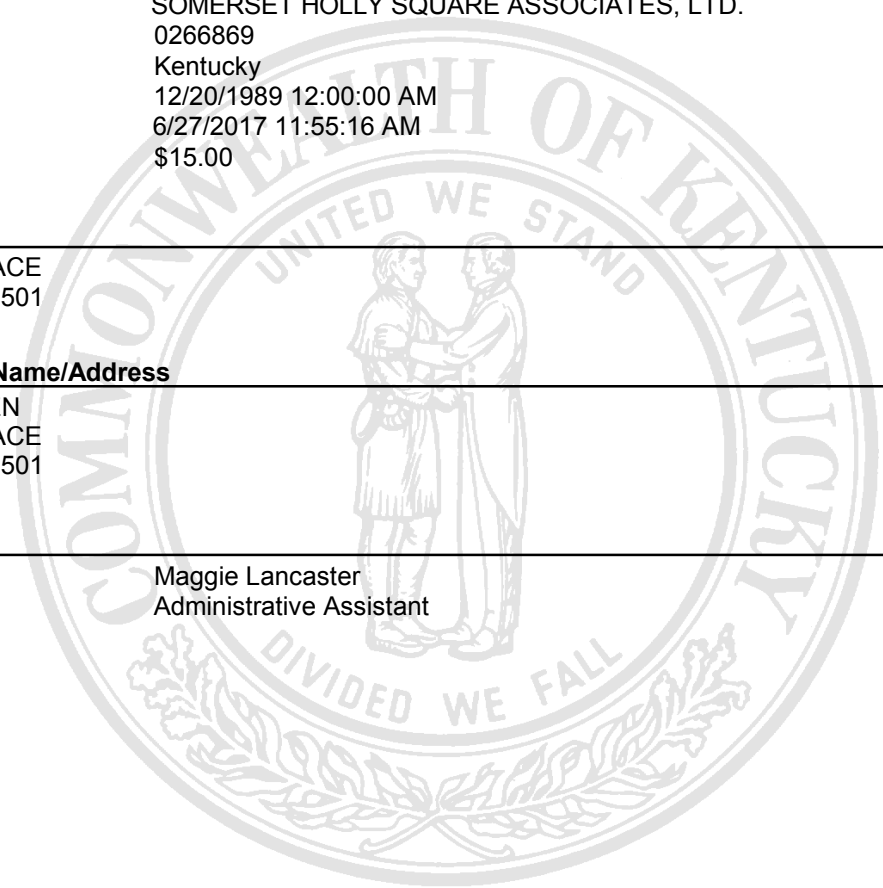 SOMERSET HOLLY SQUARE ASSOCIATES, LTD.
0266869
Kentucky
12/20/1989 12:00:00 AM
6/27/2017 11:55:16 AM
$15.00
ACE
501
Name/Address
EN
ACE
501
Maggie Lancaster
Administrative Assistant
COMMONWEALTH OF KENTUCKY
UNITED WE STAND
DIVIDED WE FALL